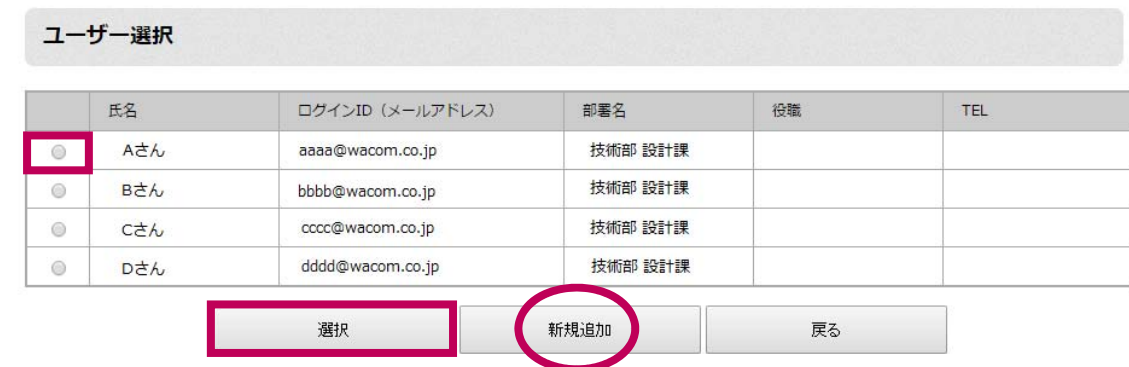 ユーザー選択
氏名 ログインID（メールアドレス） 部署名 役職 TEL
Aさん aaaa@wacom.co.jp 技術部 設計課
Bさん bbbb@wacom.co.jp 技術部 設計課
Cさん cccc@wacom.co.jp 技術部 設計課
Dさん dddd@wacom.co.jp 技術部 設計課
選択 新規追加 戻る